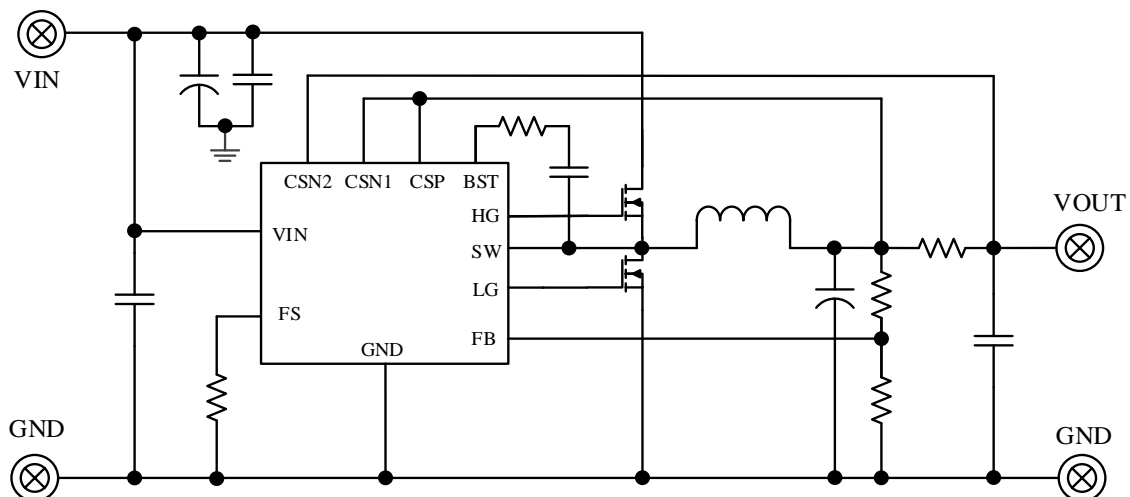 VIN
CSN2 CSN1 CSP BST
HG
VOUT
VIN
SW
LG
FS
FB
GND
GND
GND